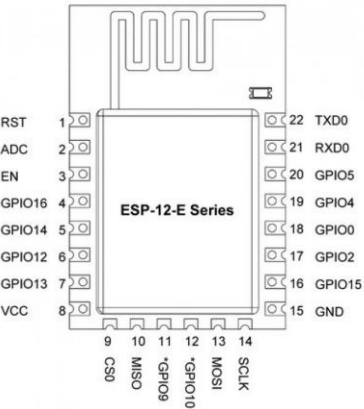 RST 1
ADC 2
EN 3
GPIO16 4
GPIO14 5
GPIO12 6
GPIO13 7
VCC 8
ESP-12-E Series
22 TXD0
21 RXD0
20 GPIO5
19 GPIO4
18 GPIO0
17 GPIO2
16 GPIO15
15 GND
9 10 11 12 13 14
CS0
MISO
*GPIO9
*GPIO10
MOSI
SCLK